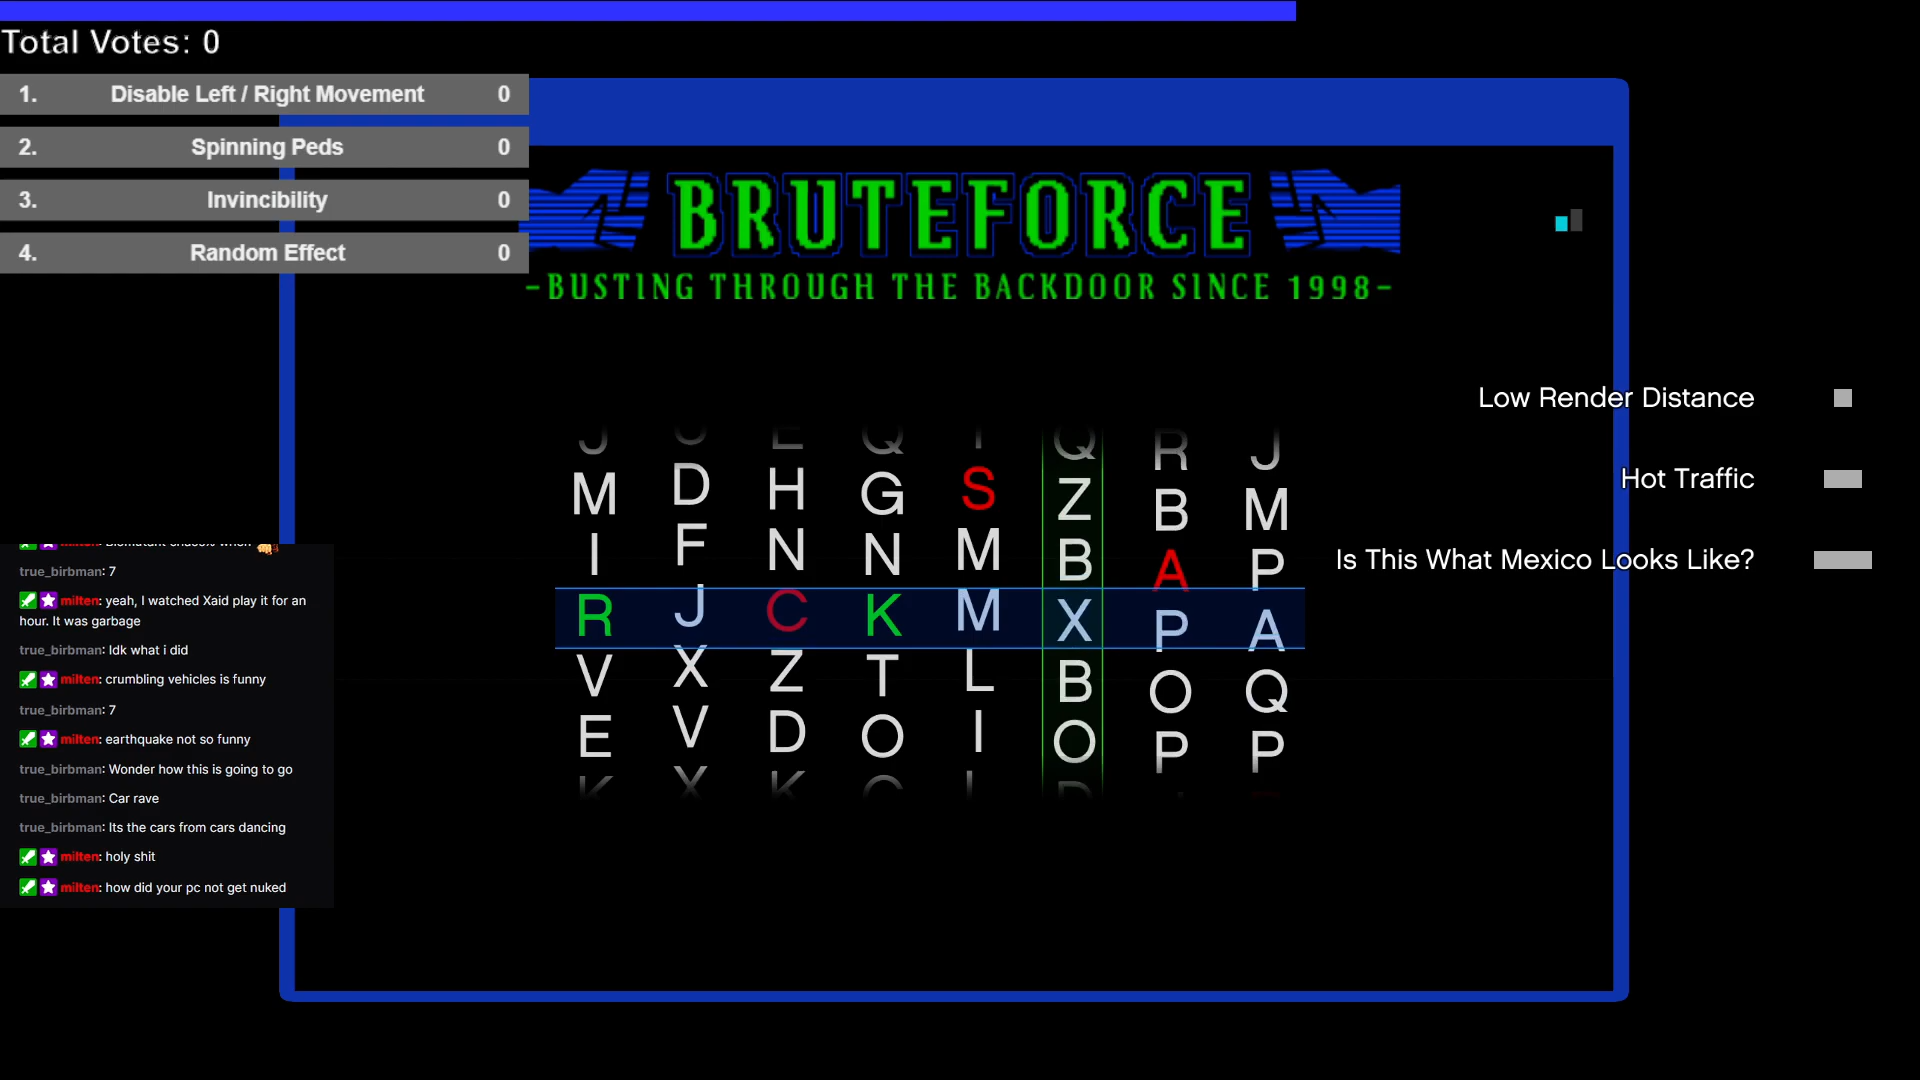 Total Votes: 0
1. Disable Left / Right Movement 0
2. Spinning Peds 0
3. Invincibility 0
4. Random Effect 0
BRUTEFORCE
-BUSTING THROUGH THE BACKDOOR SINCE 1998-
Low Render Distance
Hot Traffic
Is This What Mexico Looks Like?
M D H G S Z B M
I F N N M B A P
R J C K M X P A
V X Z T L B O Q
E V D O I O P P
true_birbman: 7
milten: yeah, I watched Xaid play it for an
hour. It was garbage
true_birbman: Idk what i did
milten: crumbling vehicles is funny
true_birbman: 7
milten: earthquake not so funny
true_birbman: Wonder how this is going to go
true_birbman: Car rave
true_birbman: Its the cars from cars dancing
milten: holy shit
milten: how did your pc not get nuked